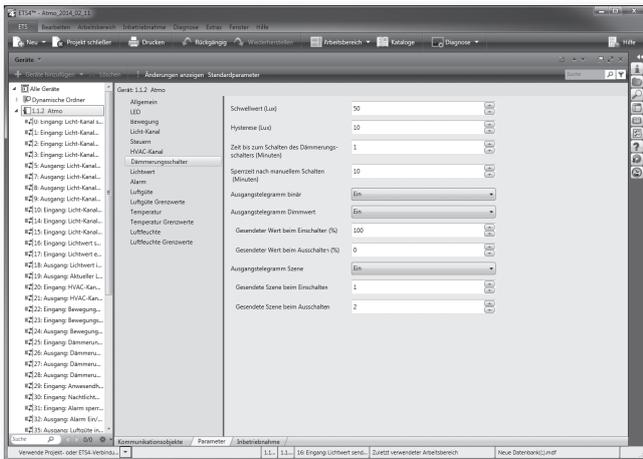 ETS4™ - Atmo_2014_02_11
ETS Bearbeiten Arbeitsbereich Inbetriebnahme Diagnose Extras Fenster Hilfe
Neu Projekt schließen Drucken Rückgängig Wiederherstellen Arbeitsbereich Kataloge Diagnose Hilfe
Geräte
Geräte hinzufügen Löschen Änderungen anzeigen Standardparameter Suche
Alle Geräte
Dynamische Ordner
1.1.2 Atmo
0: Eingang: Licht-Kanal s...
1: Eingang: Licht-Kanal...
2: Eingang: Licht-Kanal...
3: Eingang: Licht-Kanal...
5: Ausgang: Licht-Kanal...
7: Ausgang: Licht-Kanal...
8: Ausgang: Licht-Kanal...
9: Ausgang: Licht-Kanal...
10: Eingang: Licht-Kanal...
14: Eingang: Licht-Kanal...
15: Eingang: Licht-Kanal...
16: Eingang: Lichtwert s...
17: Eingang: Lichtwert e...
18: Ausgang: Lichtwert i...
19: Ausgang: Aktueller L...
20: Eingang: HVAC-Kan...
21: Ausgang: HVAC-Kan...
22: Eingang: Bewegung...
23: Eingang: Bewegungs...
24: Ausgang: Bewegung...
25: Eingang: Dämmerun...
26: Ausgang: Dämmeru...
27: Ausgang: Dämmeru...
28: Ausgang: Dämmeru...
29: Eingang: Anwesendh...
30: Eingang: Nachtlicht...
31: Eingang: Alarm sperr...
32: Ausgang: Alarm Ein/...
35: Ausgang: Luftgüte in...
Suche 0/0
Gerät: 1.1.2 Atmo
Allgemein
LED
Bewegung
Licht-Kanal
Steuern
HVAC-Kanal
Dämmerungsschalter
Lichtwert
Alarm
Luftgüte
Luftgüte Grenzwerte
Temperatur
Temperatur Grenzwerte
Luftfeuchte
Luftfeuchte Grenzwerte
Schwellwert (Lux) 50
Hysterese (Lux) 10
Zeit bis zum Schalten des Dämmerungs-
schalters (Minuten) 1
Sperrzeit nach manuellem Schalten
(Minuten) 10
Ausgangstelegramm binär Ein
Ausgangstelegramm Dimmwert Ein
Gesendeter Wert beim Einschalter (%) 100
Gesendeter Wert beim Ausschalten (%) 0
Ausgangstelegramm Szene Ein
Gesendete Szene beim Einschalten 1
Gesendete Szene beim Ausschalten 2
Kommunikationsobjekte Parameter Inbetriebnahme
Verwende Projekt- oder ETS4-Verbindu... 1.1... 1.1... 16: Eingang: Lichtwert send... Zuletzt verwendeter Arbeitsbereich Neue Datenbank(1).mdf